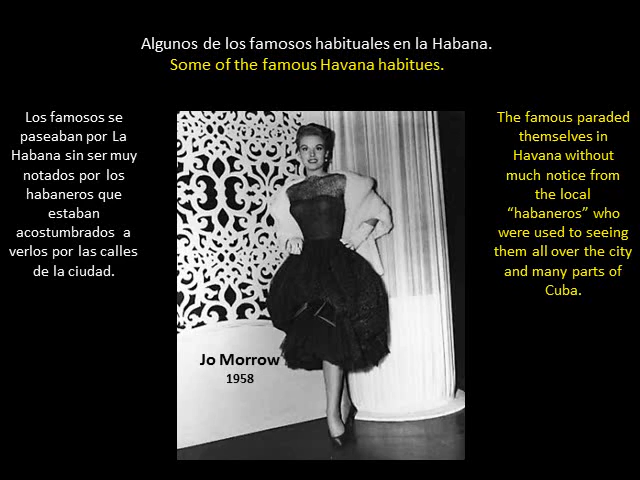 Algunos de los famosos habituales en la Habana.
Some of the famous Havana habitues.
Los famosos se
paseaban por La
Habana sin ser muy
notados por los
habaneros que
estaban
acostumbrados a
verlos por las calles
de la ciudad.
The famous paraded
themselves in
Havana without
much notice from
the local
“habaneros” who
were used to seeing
them all over the city
and many parts of
Cuba.
Jo Morrow
1958